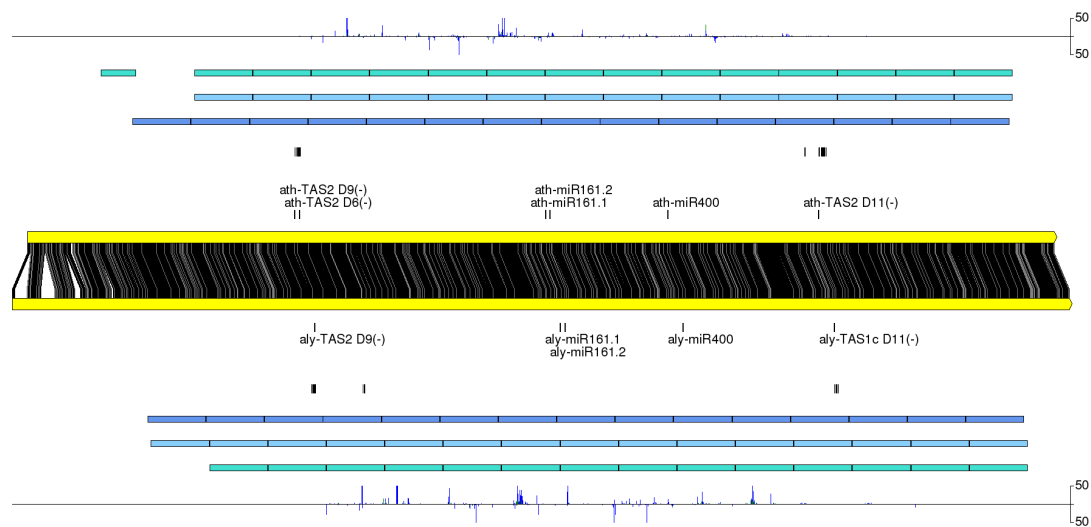 50
50
ath-TAS2 D9(-)
ath-miR161.2
ath-TAS2 D6(-)
ath-miR161.1
ath-miR400
ath-TAS2 D11(-)
aly-TAS2 D9(-)
aly-miR161.1
aly-miR400
aly-TAS1c D11(-)
aly-miR161.2
50
50